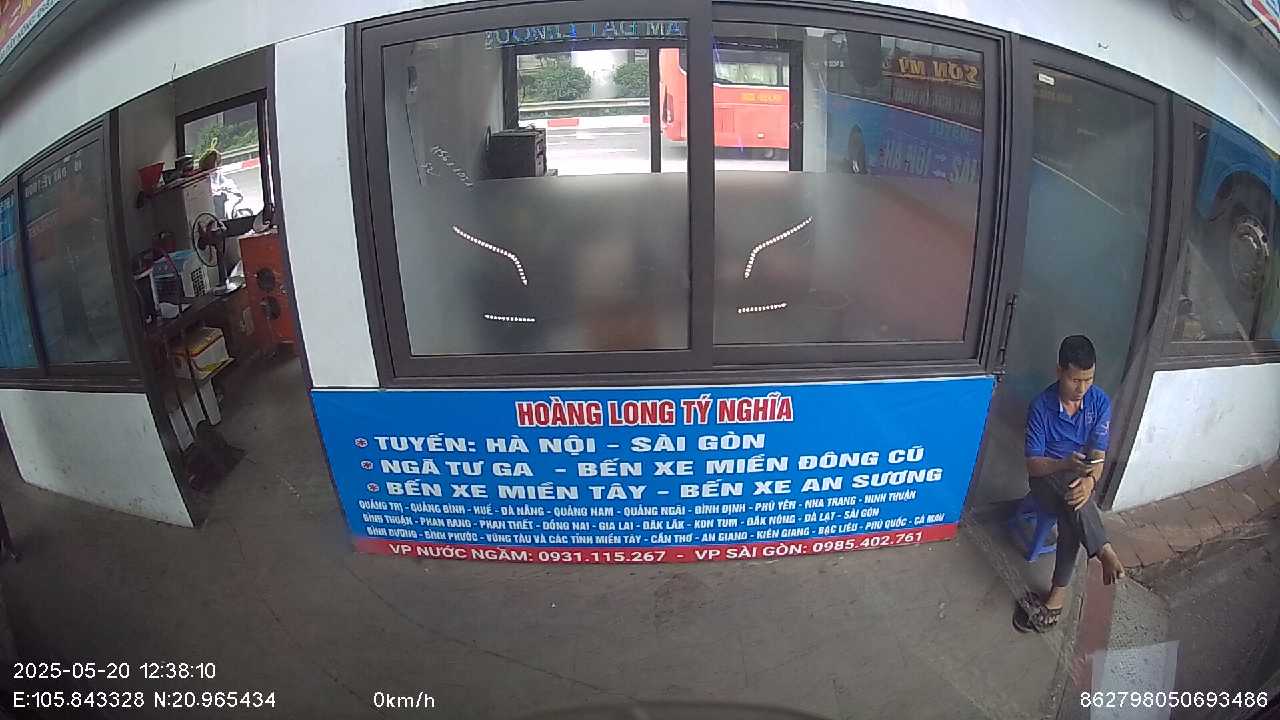 SƠN MỸ
HOÀNG LONG TÝ NGHĨA
* TUYẾN: HÀ NỘI - SÀI GÒN
* NGÃ TƯ GA - BẾN XE MIỀN ĐÔNG CŨ
* BẾN XE MIỀN TÂY - BẾN XE AN SƯƠNG
QUẢNG TRỊ - QUẢNG BÌNH - HUẾ - ĐÀ NẴNG - QUẢNG NAM - QUẢNG NGÃI - BÌNH ĐỊNH - PHÚ YÊN - NHA TRANG - NINH THUẬN
BÌNH THUẬN - PHAN RANG - PHAN THIẾT - ĐỒNG NAI - GIA LAI - ĐĂK LĂK - KON TUM - ĐĂK NÔNG - ĐÀ LẠT - SÀI GÒN
BÌNH DƯƠNG - BÌNH PHƯỚC - VŨNG TÀU VÀ CÁC TỈNH MIỀN TÂY - CẦN THƠ - AN GIANG - KIÊN GIANG - BẠC LIÊU - PHÚ QUỐC - CÀ MAU
VP NƯỚC NGẦM: 0931.115.267 - VP SÀI GÒN: 0985.402.761
2025-05-20 12:38:10
E:105.843328 N:20.965434
0km/h
862798050693486